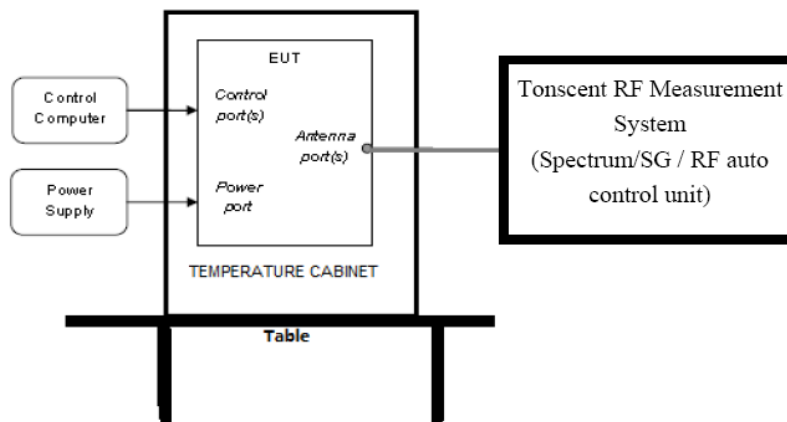 EUT
Control
Computer
Control
port(s)
Antenna
port(s)
Power
Supply
Power
port
TEMPERATURE CABINET
Table
Tonscent RF Measurement
System
(Spectrum/SG / RF auto
control unit)